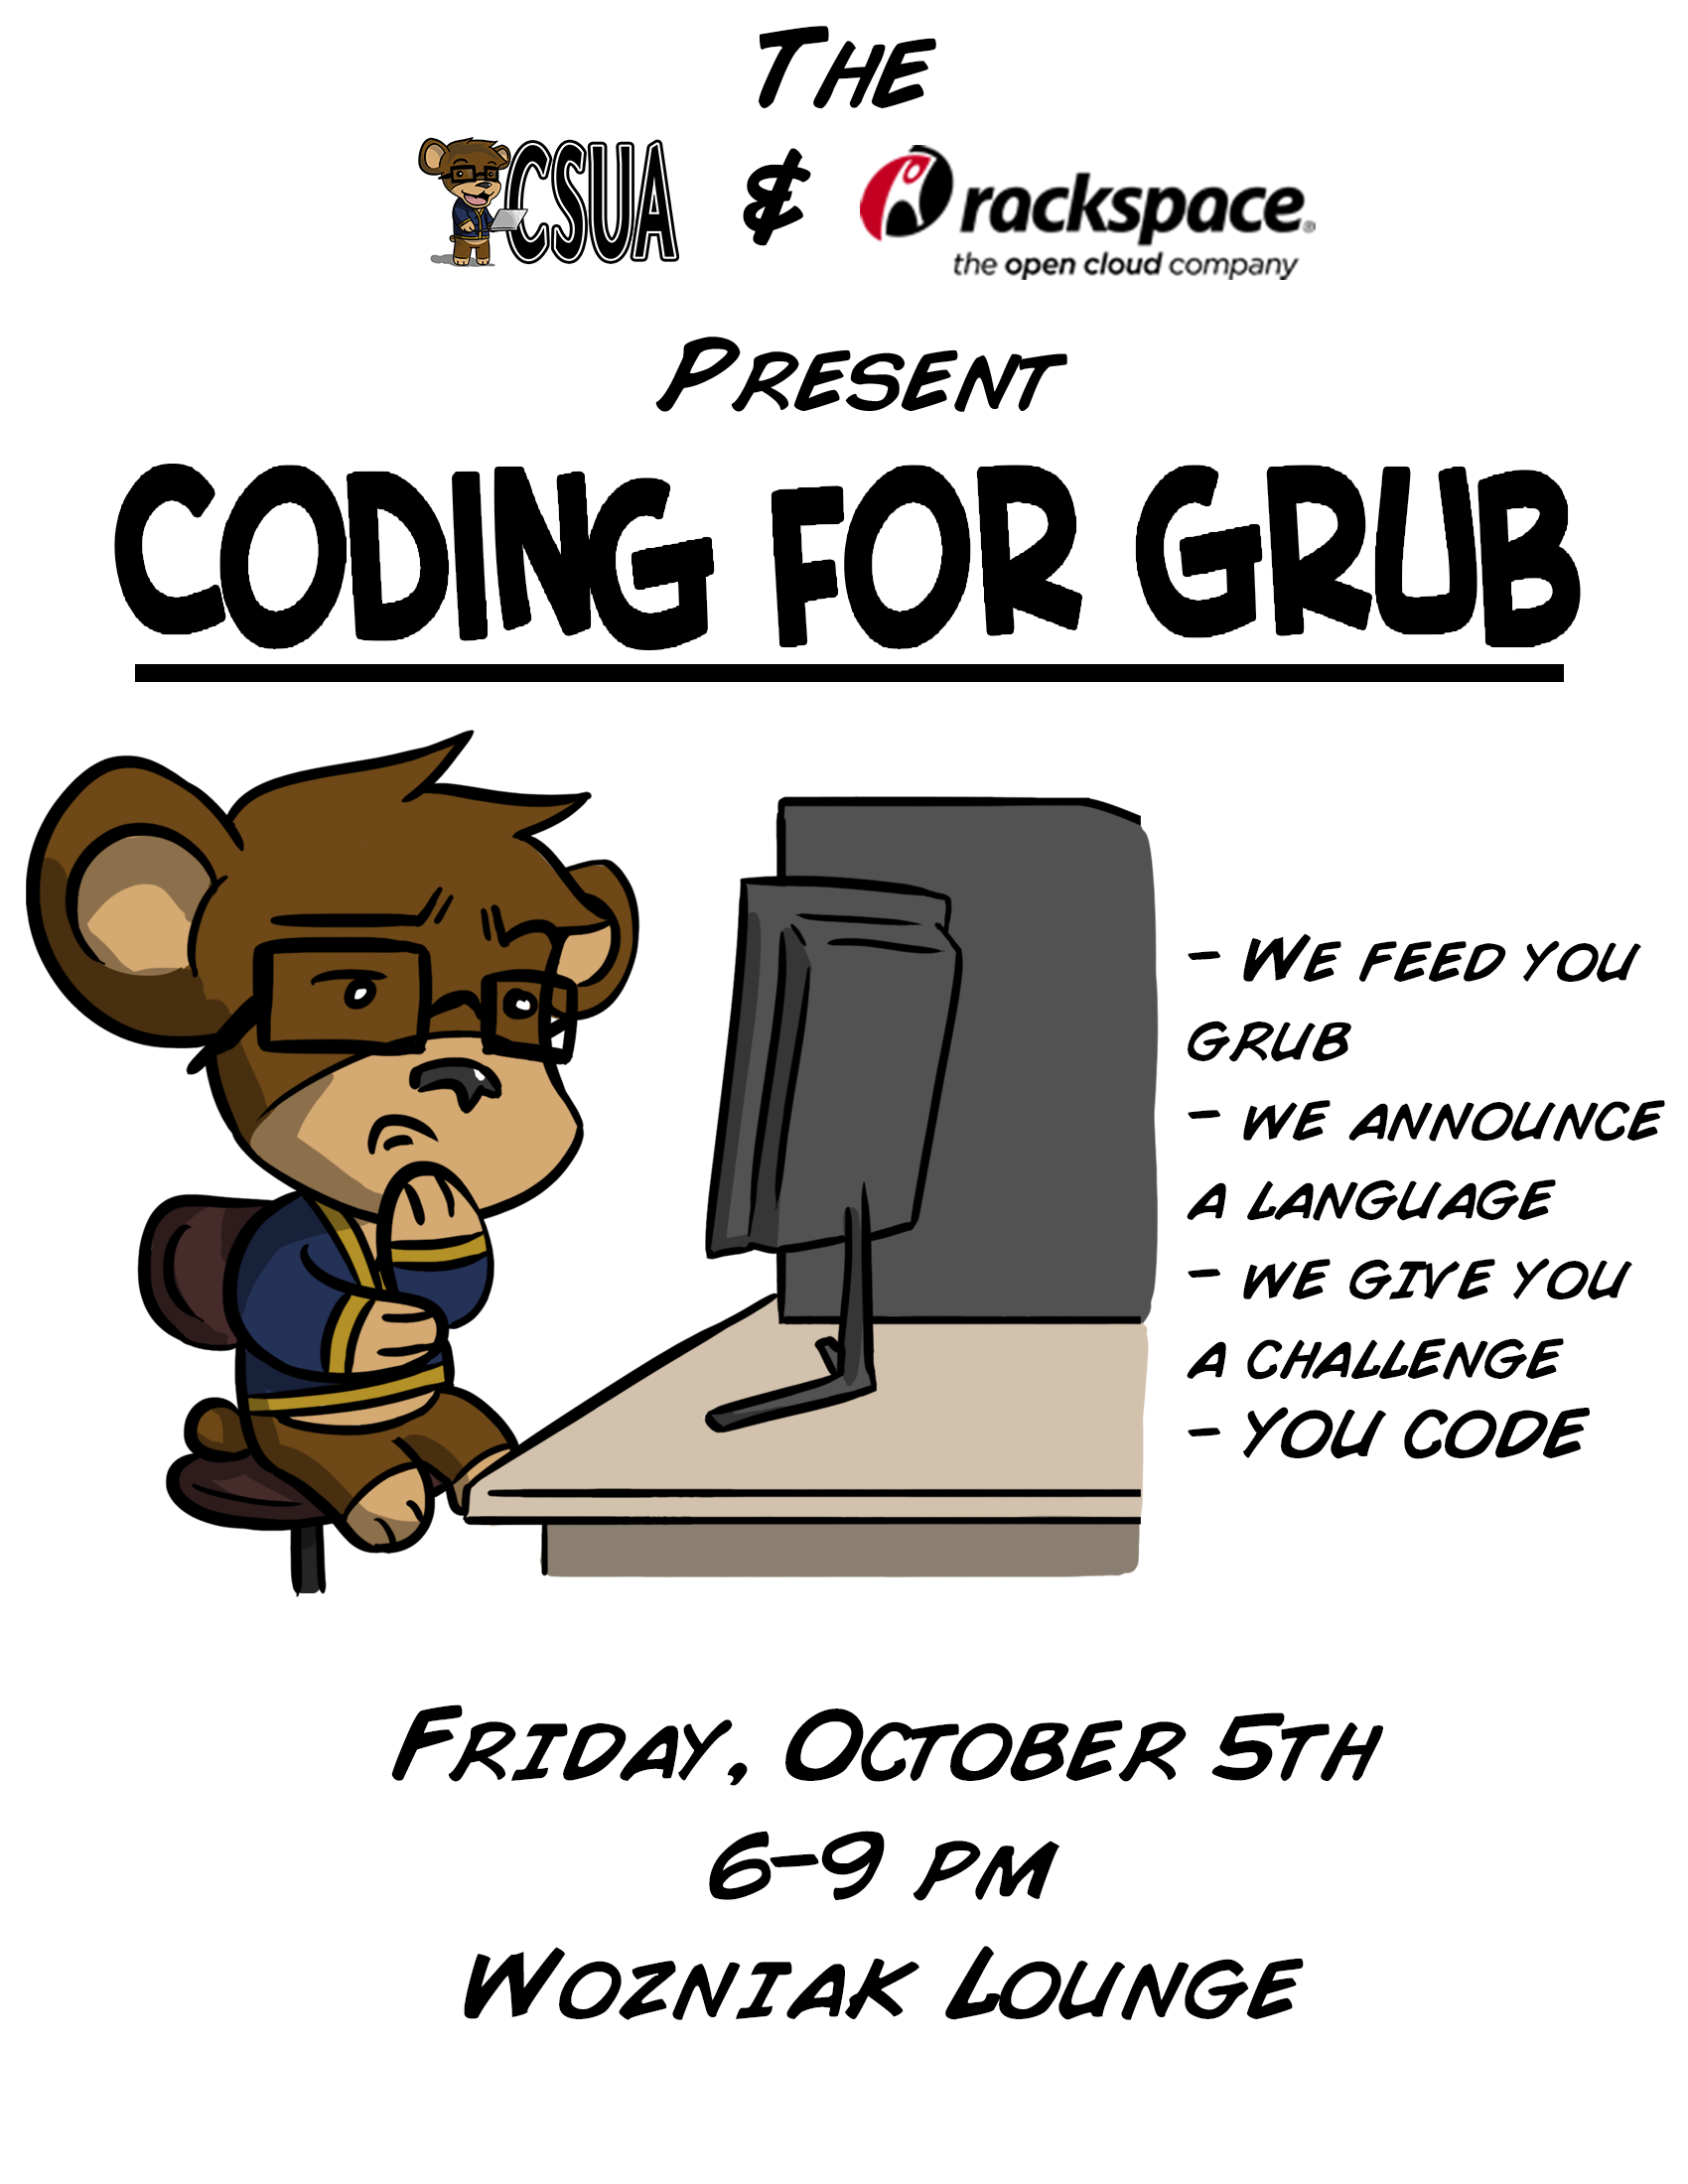 The
CSUA & rackspace®
the open cloud company
Present
CODING FOR GRUB
- We feed you
grub
- we announce
a language
- we give you
a challenge
- YOU CODE
Friday, October 5th
6-9 pm
Wozniak Lounge